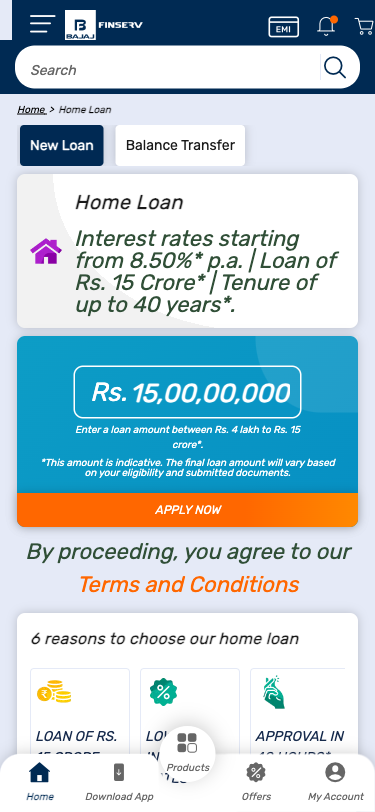 BAJAJ FINSERV
EMI
Search
Home > Home Loan
New Loan
Balance Transfer
Home Loan
Interest rates starting
from 8.50%* p.a. | Loan of
Rs. 15 Crore* | Tenure of
up to 40 years*.
Rs. 15,00,00,000
Enter a loan amount between Rs. 4 lakh to Rs. 15
crore*.
*This amount is indicative. The final loan amount will vary based
on your eligibility and submitted documents.
APPLY NOW
By proceeding, you agree to our
Terms and Conditions
6 reasons to choose our home loan
LOAN OF RS.
APPROVAL IN
15 CRORE
48 HOURS*
Home
Download App
Products
Offers
My Account